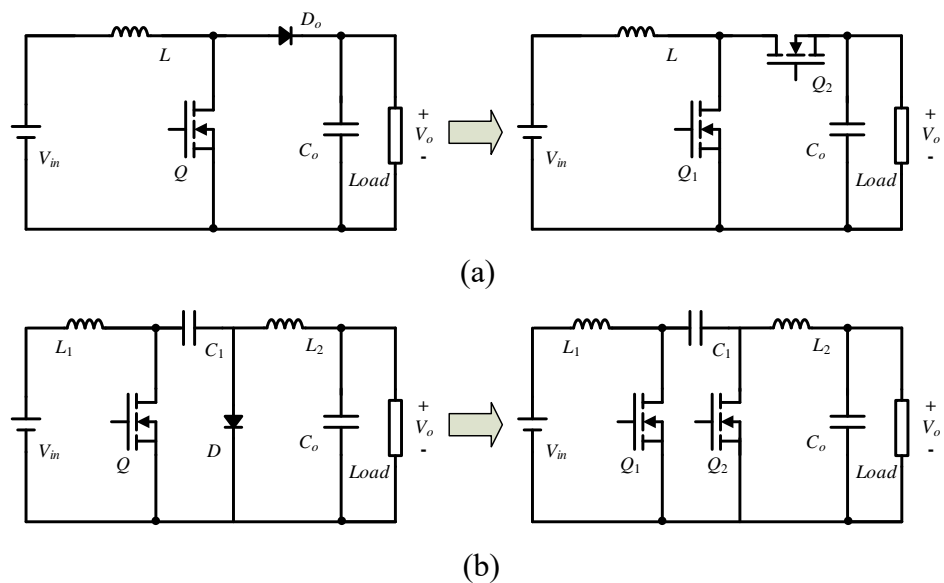 D_o
L
Q
V_in
C_o
Load
+
V_o
-
L
Q_2
Q_1
V_in
C_o
Load
+
V_o
-
(a)
L_1
C_1
L_2
Q
D
V_in
C_o
Load
+
V_o
-
L_1
C_1
L_2
Q_1
Q_2
V_in
C_o
Load
+
V_o
-
(b)